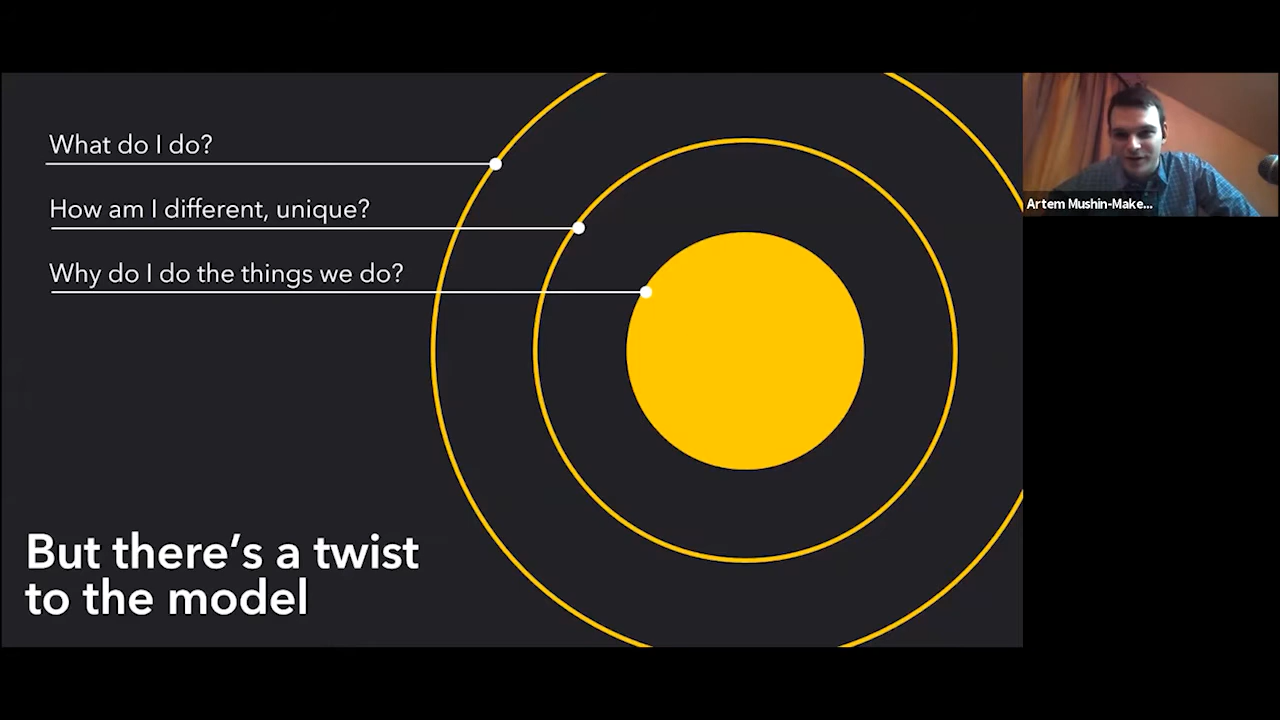 What do I do?
How am I different, unique?
Why do I do the things we do?
But there's a twist
to the model
Artem Mushin-Make...